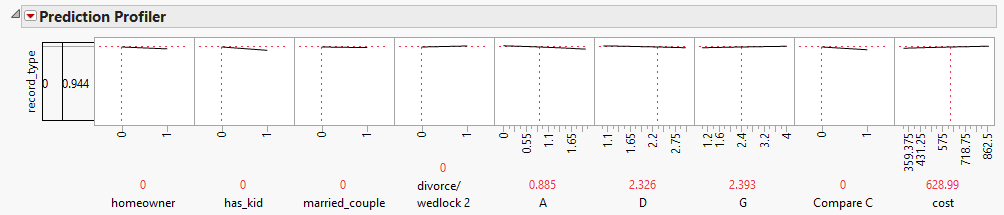 Prediction Profiler
record_type
0
0.944
0 1
0 1
0 1
0 1
0 0.55 1.1 1.65
1.1 1.65 2.2 2.75
1.2 1.6 2.4 3.2 4
0 1
359.375 431.25 575 718.75 862.5
0
homeowner
0
has_kid
0
married_couple
0
divorce/
wedlock 2
0.885
A
2.326
D
2.393
G
0
Compare C
628.99
cost